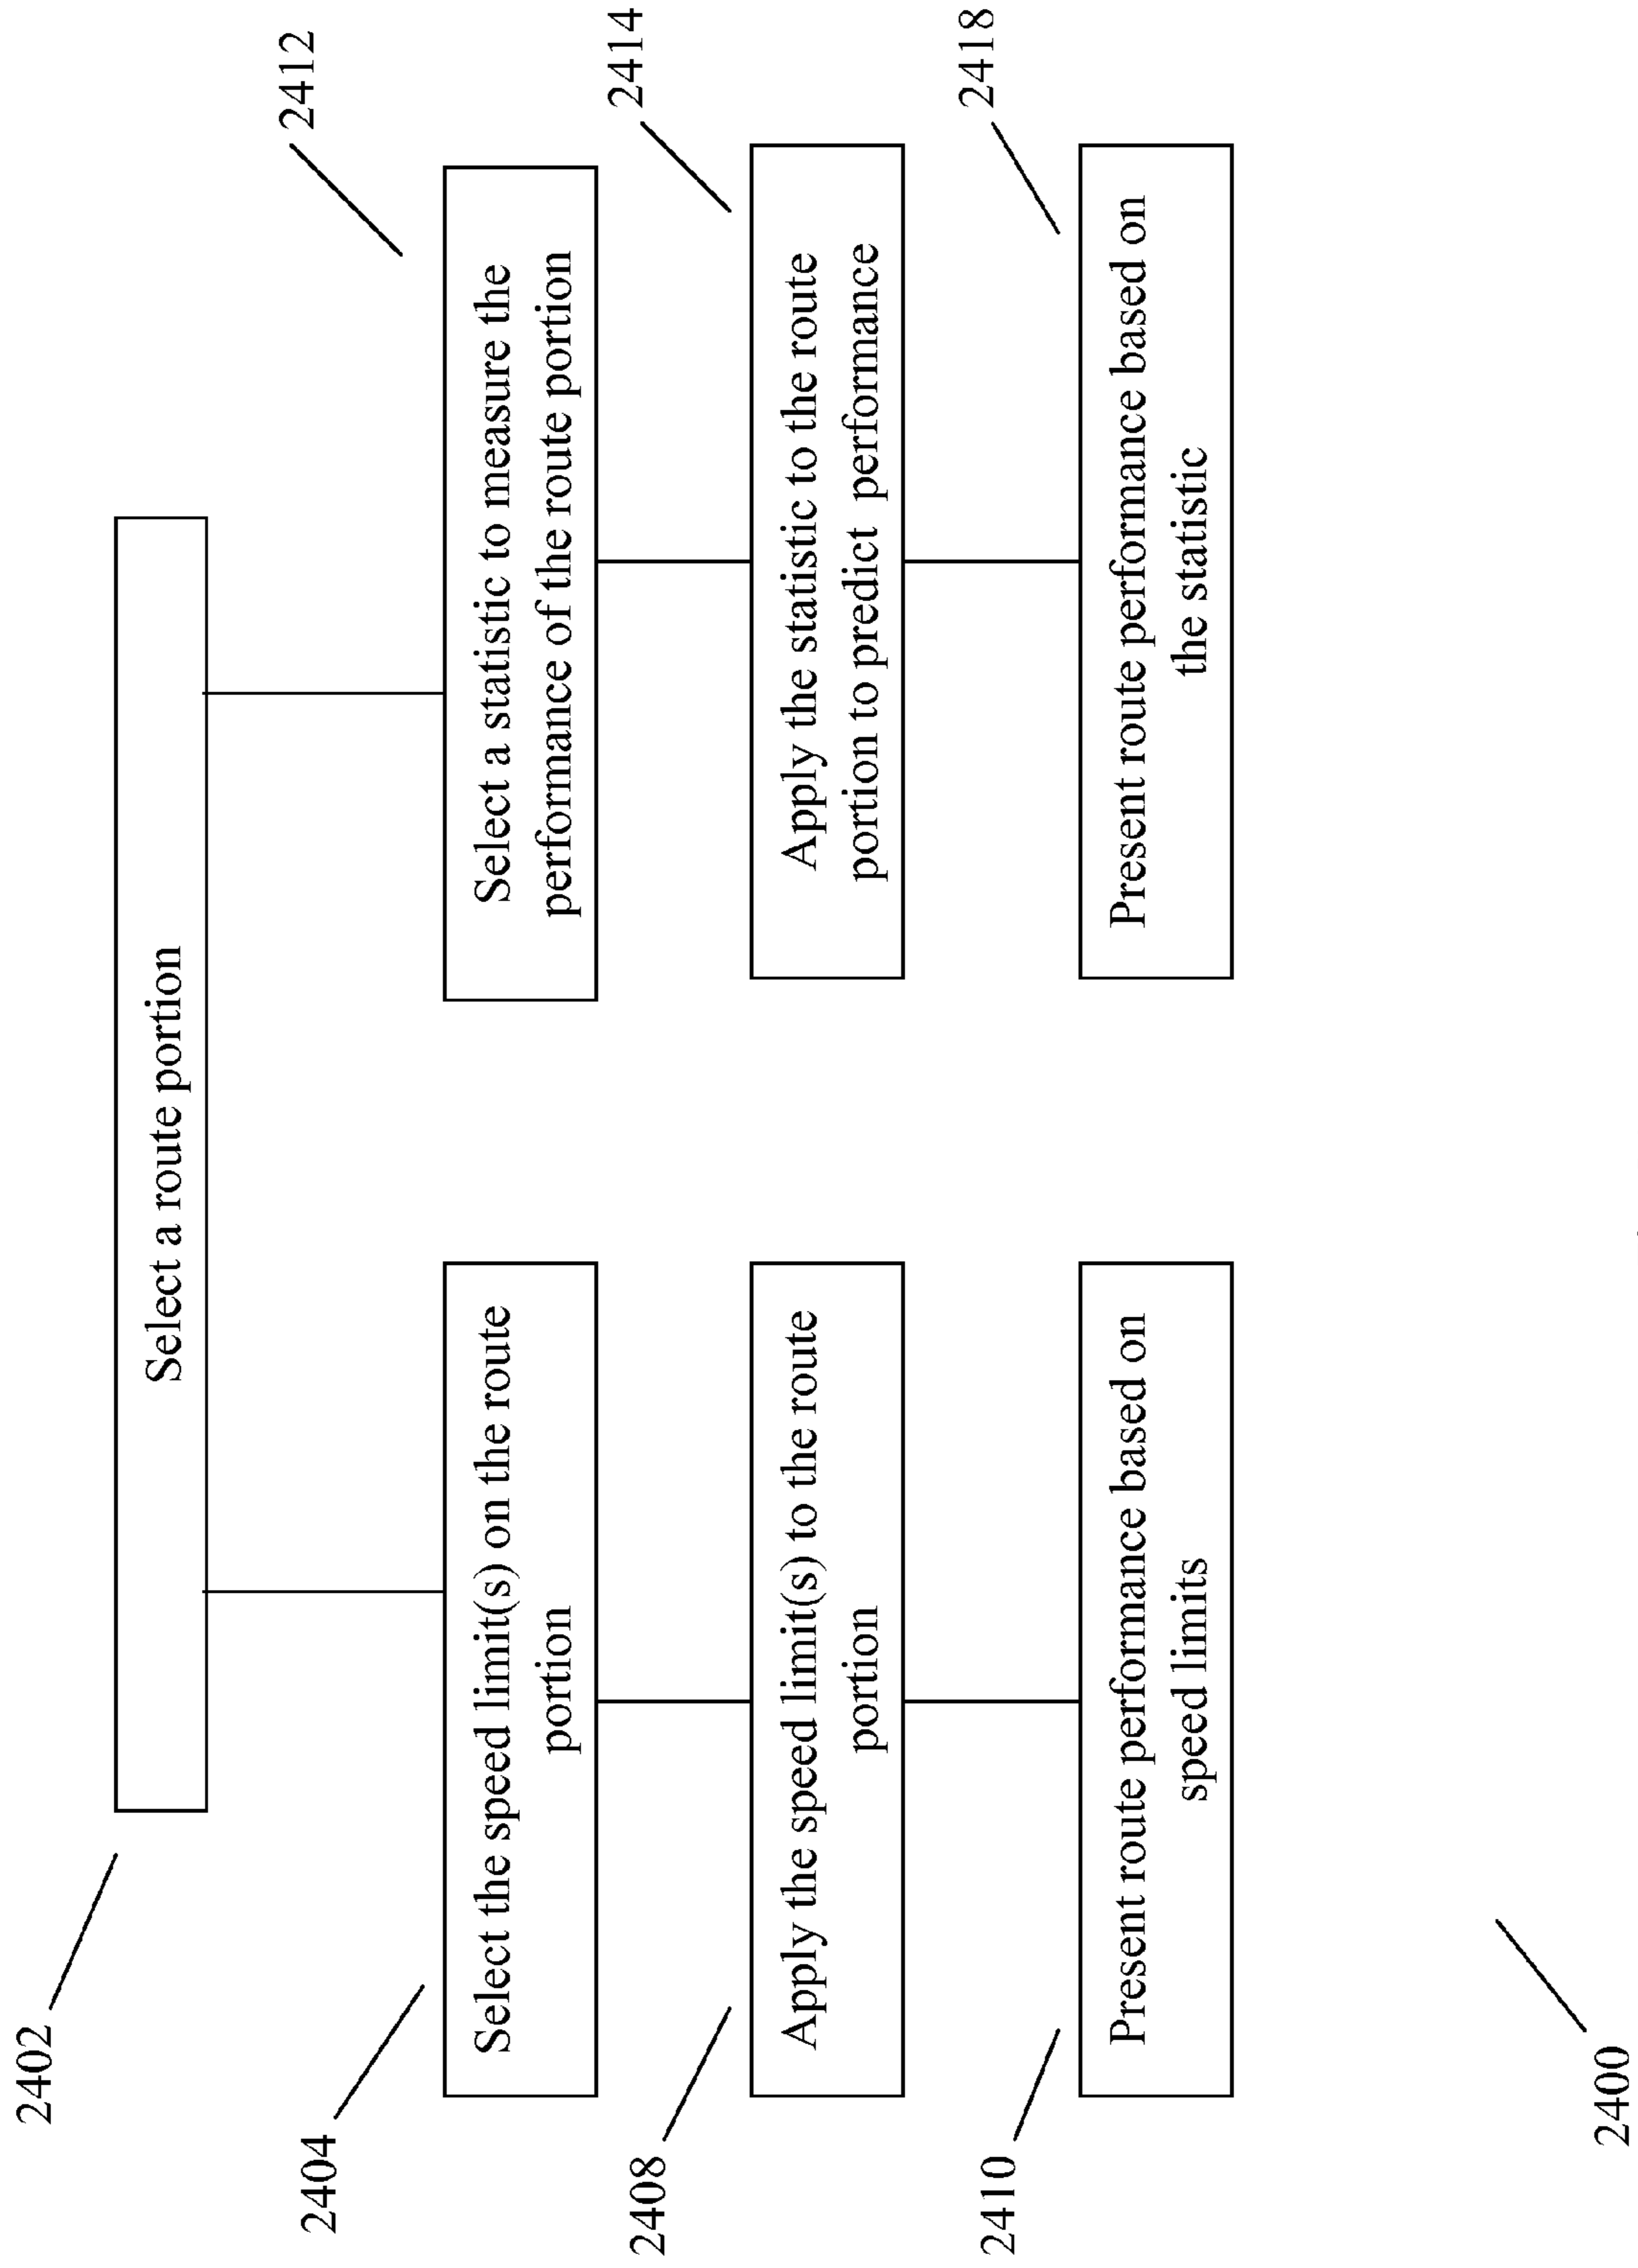 2402
Select a route portion
2404
Select the speed limit(s) on the route
portion
2412
Select a statistic to measure the
performance of the route portion
2408
Apply the speed limit(s) to the route
portion
2414
Apply the statistic to the route
portion to predict performance
2410
Present route performance based on
speed limits
2418
Present route performance based on
the statistic
2400